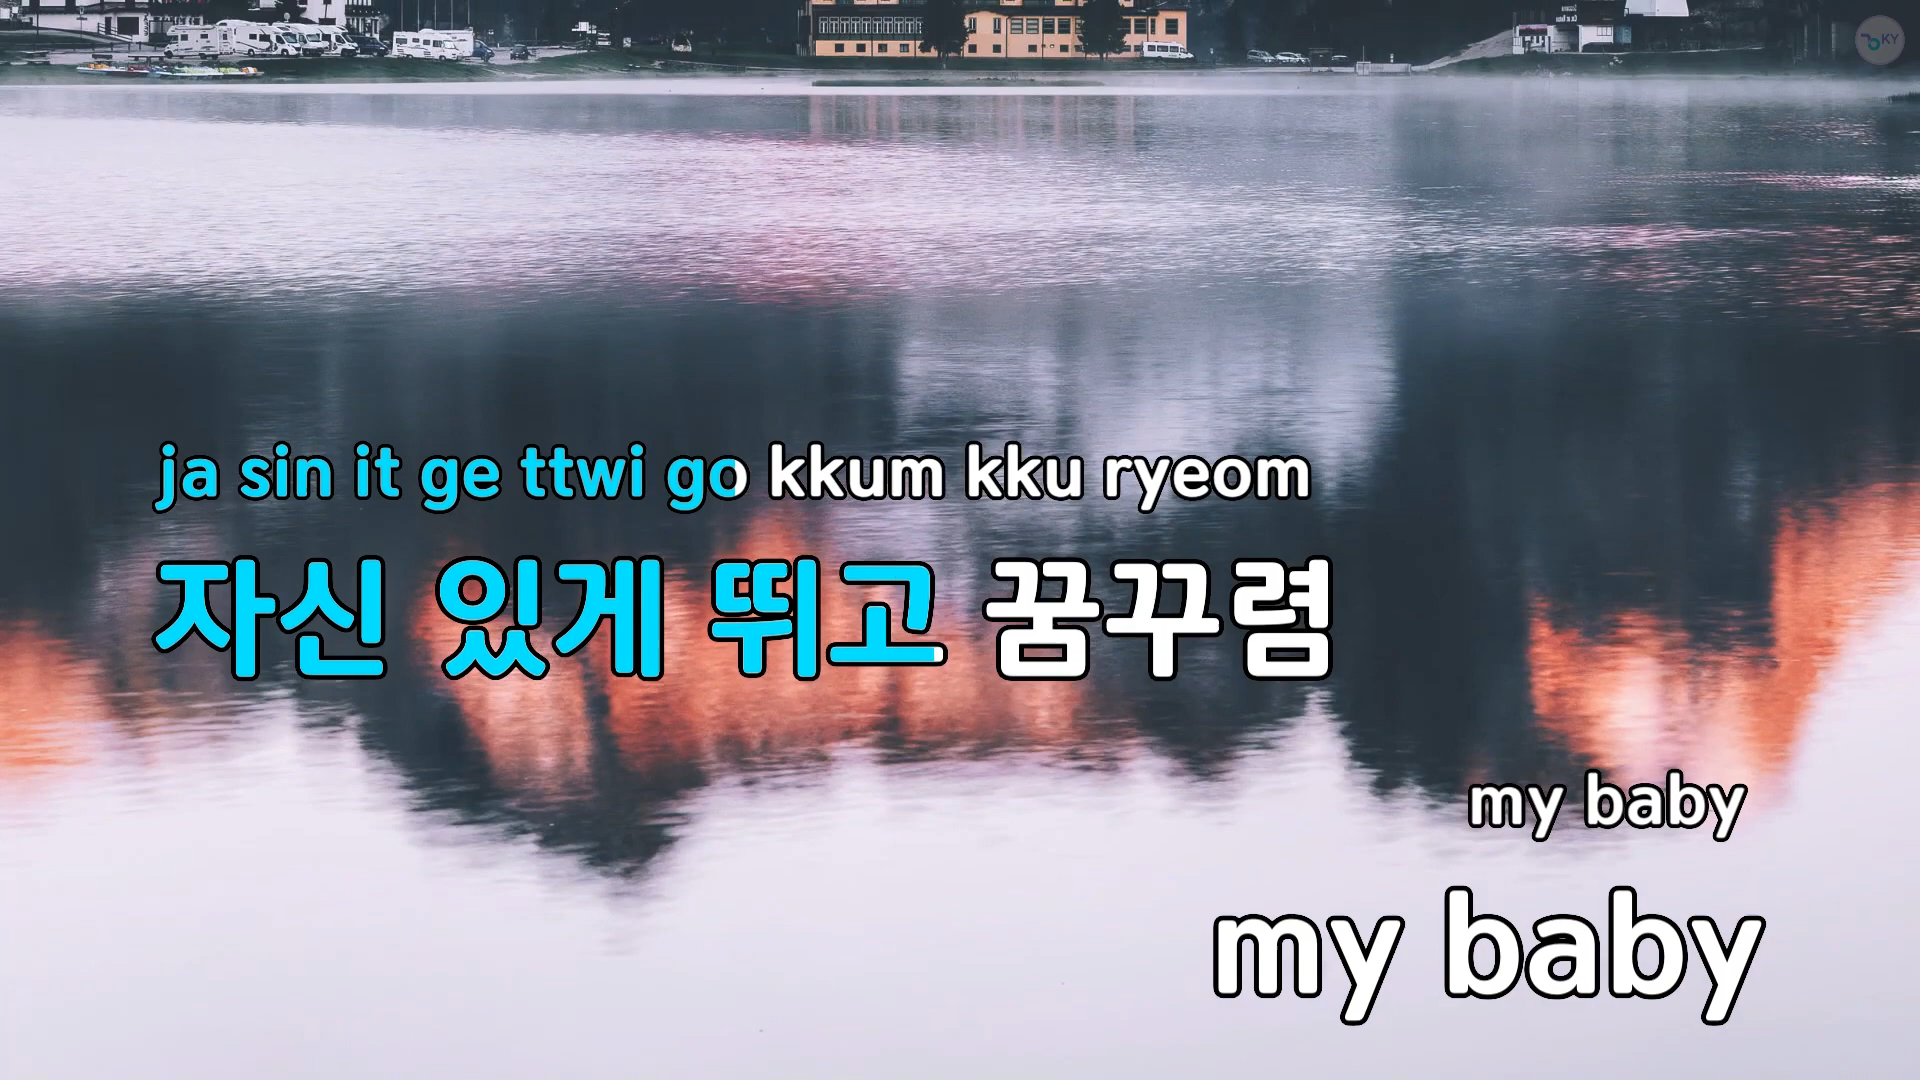 KY
ja sin it ge ttwi go kkum kku ryeom
자신 있게 뛰고 꿈꾸렴
my baby
my baby